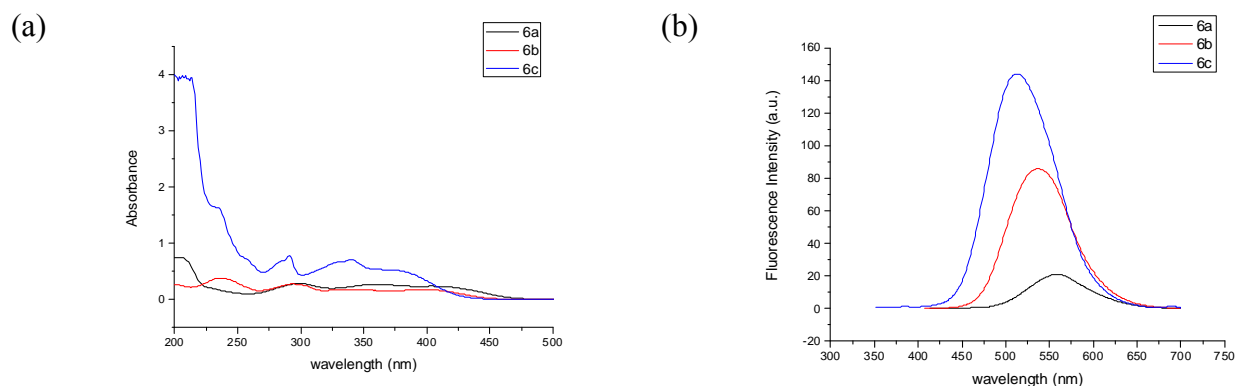 (a)
6a
6b
6c
4
3
2
1
0
Absorbance
200
250
300
350
400
450
500
wavelength (nm)
(b)
6a
6b
6c
160
140
120
100
80
60
40
20
0
-20
Fluorescence Intensity (a.u.)
300
350
400
450
500
550
600
650
700
750
wavelength (nm)